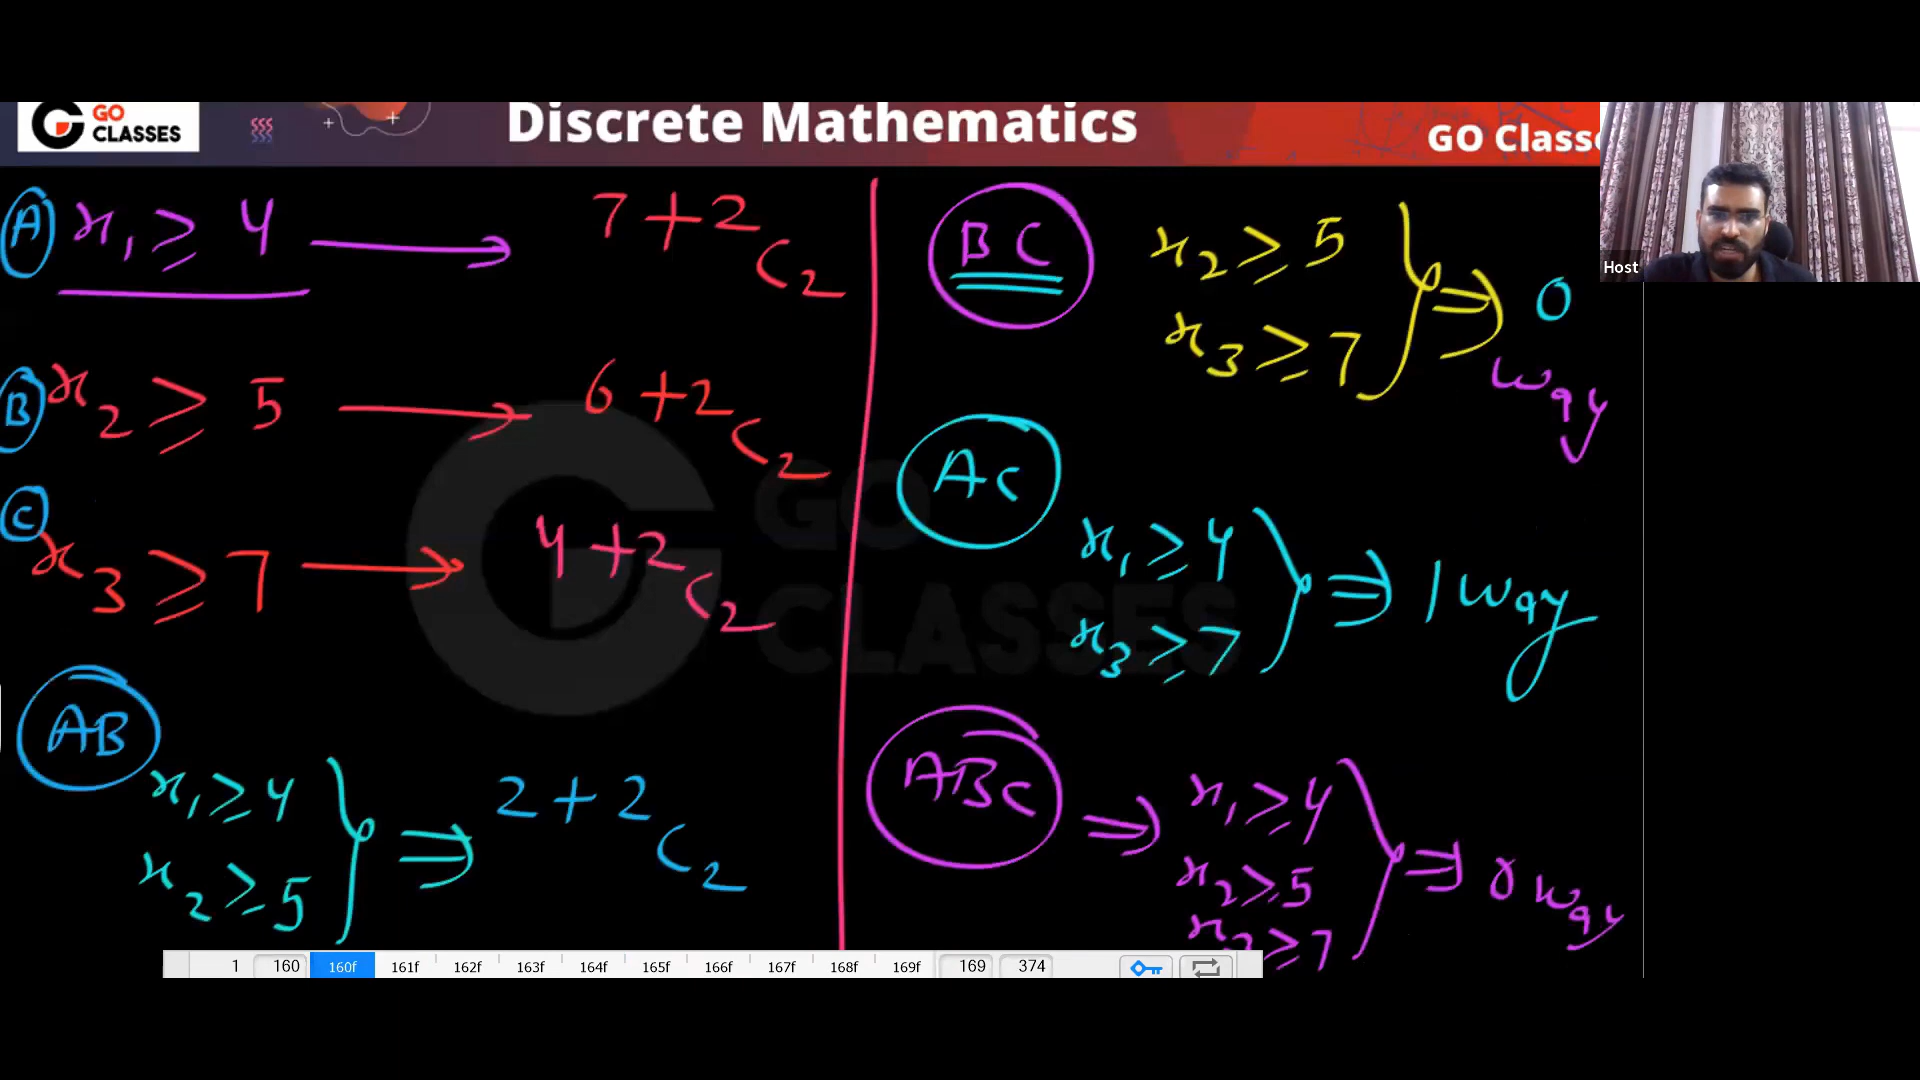 GO
CLASSES
Discrete Mathematics
GO Classe
Host
A x₁ ≥ 4 → 7+2C₂
B x₂ ≥ 5 → 6+2C₂
C x₃ ≥ 7 → 4+2C₂
AB
x₁ ≥ 4
x₂ ≥ 5 ⇒ 2+2C₂
BC
x₂ ≥ 5
x₃ ≥ 7 ⇒ 0
way
AC
x₁ ≥ 4
x₃ ≥ 7 ⇒ 1 way
ABC ⇒ x₁ ≥ 4
x₂ ≥ 5 ⇒ 0 way
x₃ ≥ 7
GO
CLASSES
1 160 160f 161f 162f 163f 164f 165f 166f 167f 168f 169f 169 374